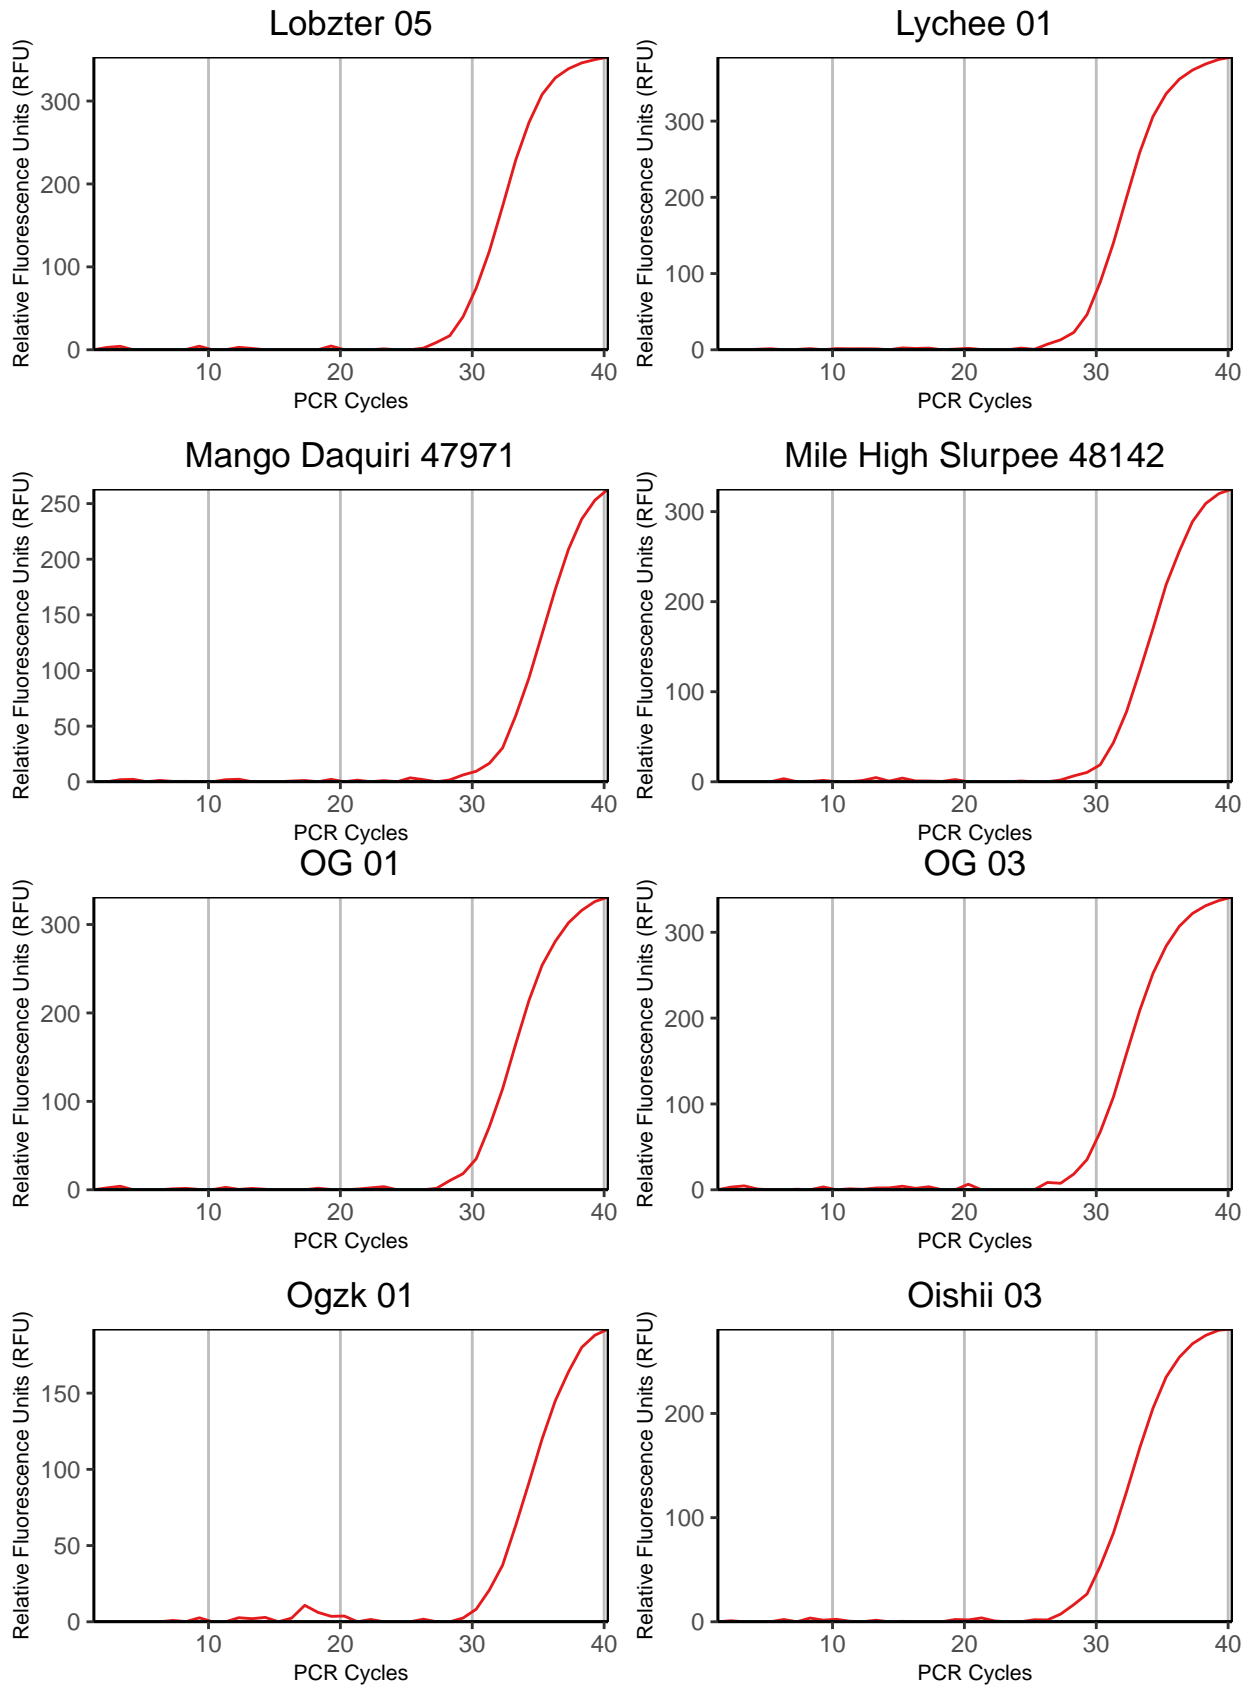 Lobzter 05
Relative Fluorescence Units (RFU)
300
200
100
0
10 20 30 40
PCR Cycles
Lychee 01
Relative Fluorescence Units (RFU)
300
200
100
0
10 20 30 40
PCR Cycles
Mango Daquiri 47971
Relative Fluorescence Units (RFU)
250
200
150
100
50
0
10 20 30 40
PCR Cycles
Mile High Slurpee 48142
Relative Fluorescence Units (RFU)
300
200
100
0
10 20 30 40
PCR Cycles
OG 01
Relative Fluorescence Units (RFU)
300
200
100
0
10 20 30 40
PCR Cycles
OG 03
Relative Fluorescence Units (RFU)
300
200
100
0
10 20 30 40
PCR Cycles
Ogzk 01
Relative Fluorescence Units (RFU)
150
100
50
0
10 20 30 40
PCR Cycles
Oishii 03
Relative Fluorescence Units (RFU)
200
100
0
10 20 30 40
PCR Cycles